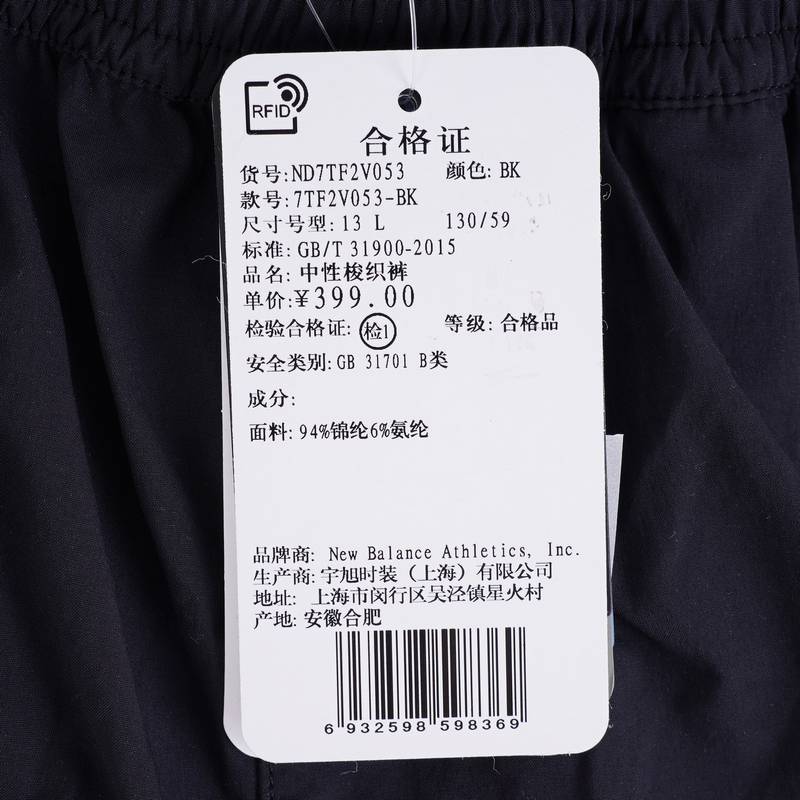 RFID
合格证
货号:ND7TF2V053 颜色:BK
款号:7TF2V053-BK
尺寸号型:13 L 130/59
标准:GB/T 31900-2015
品名:中性梭织裤
单价:¥399.00
检验合格证:检1 等级:合格品
安全类别:GB 31701 B类
成分:
面料:94%锦纶6%氨纶
品牌商: New Balance Athletics, Inc.
生产商:宇旭时装（上海）有限公司
地址: 上海市闵行区吴泾镇星火村
产地:安徽合肥
6 932598 598369